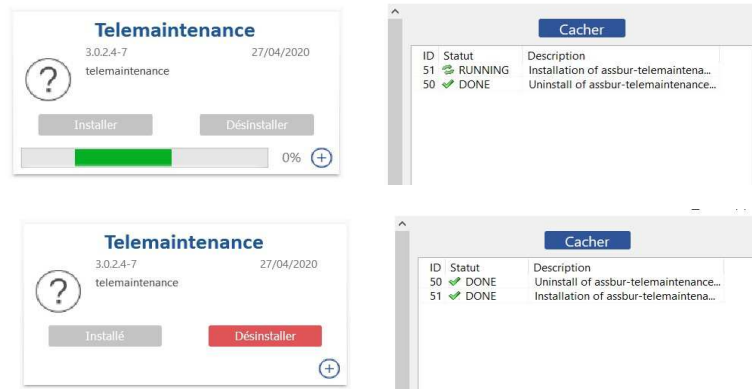 Telemaintenance
3.0.2.4-7 27/04/2020
telemaintenance
Installer Désinstaller
0%
Cacher
ID Statut Description
51 RUNNING Installation of assbur-telemaintena...
50 DONE Uninstall of assbur-telemaintenance...
Telemaintenance
3.0.2.4-7 27/04/2020
telemaintenance
Installé Désinstaller
Cacher
ID Statut Description
50 DONE Uninstall of assbur-telemaintenance...
51 DONE Installation of assbur-telemaintena...